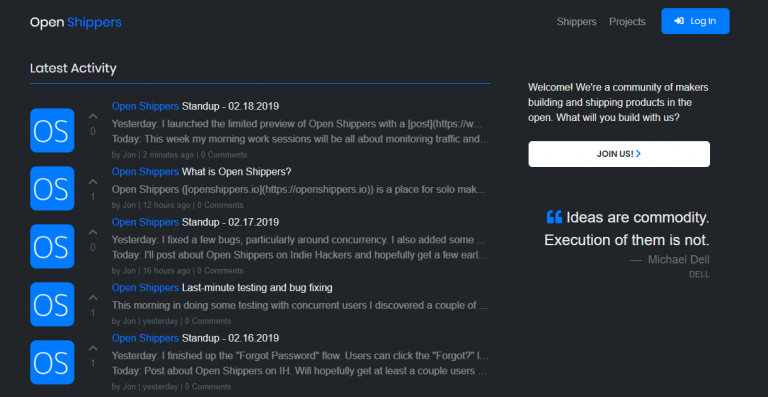 Open Shippers
Shippers Projects Log In
Latest Activity
OS
0
Open Shippers Standup - 02.18.2019
Yesterday: I launched the limited preview of Open Shippers with a [post](https://w...
Today: This week my morning work sessions will be all about monitoring traffic and...
by Jon | 2 minutes ago | 0 Comments
OS
1
Open Shippers What is Open Shippers?
Open Shippers ([openshippers.io](https://openshippers.io)) is a place for solo mak...
by Jon | 12 hours ago | 0 Comments
OS
0
Open Shippers Standup - 02.17.2019
Yesterday: I fixed a few bugs, particularly around concurrency. I also added some ...
Today: I'll post about Open Shippers on Indie Hackers and hopefully get a few earl...
by Jon | 16 hours ago | 0 Comments
OS
1
Open Shippers Last-minute testing and bug fixing
This morning in doing some testing with concurrent users I discovered a couple of ...
by Jon | yesterday | 0 Comments
OS
1
Open Shippers Standup - 02.16.2019
Yesterday: I finished up the "Forgot Password" flow. Users can click the "Forgot?" l...
Today: Post about Open Shippers on IH. Will hopefully get at least a couple users ...
by Jon | yesterday | 0 Comments
Welcome! We're a community of makers
building and shipping products in the
open. What will you build with us?
JOIN US!
“ Ideas are commodity.
Execution of them is not.
— Michael Dell
DELL